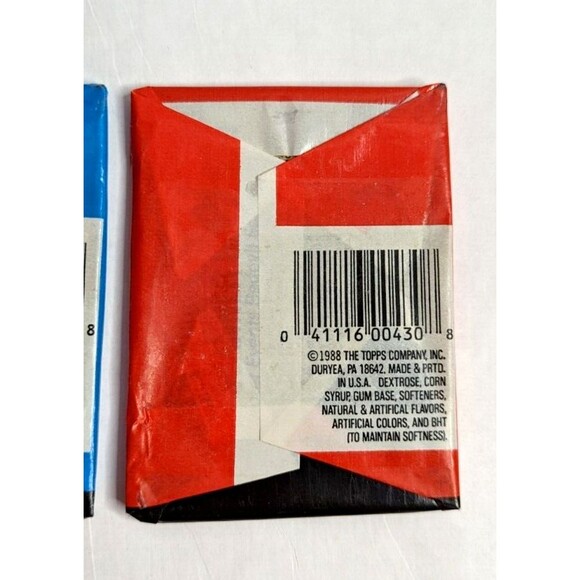 8
0 41116 00430 8
©1988 THE TOPPS COMPANY, INC.
DURYEA, PA 18642. MADE & PRTD.
IN U.S.A. DEXTROSE, CORN
SYRUP, GUM BASE, SOFTENERS,
NATURAL & ARTIFICAL FLAVORS,
ARTIFICIAL COLORS, AND BHT
(TO MAINTAIN SOFTNESS).